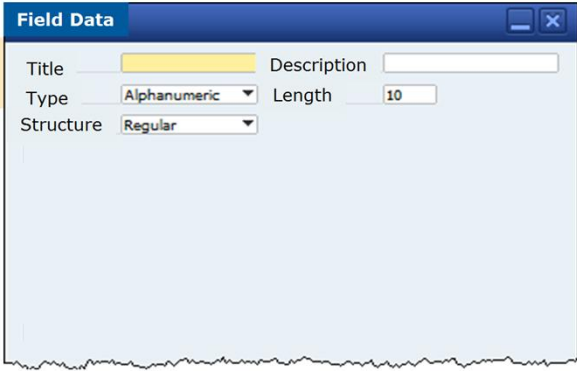 Field Data
Title Description
Type Alphanumeric Length 10
Structure Regular